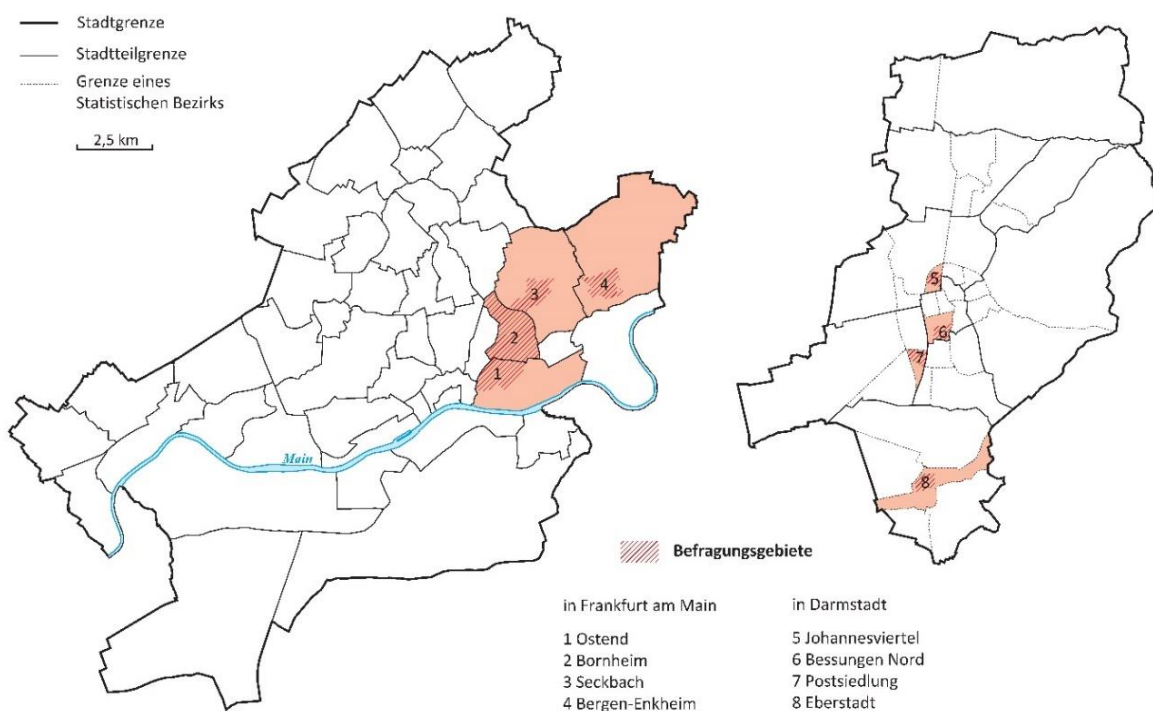 Stadtgrenze
Stadtteilgrenze
Grenze eines
Statistischen Bezirks
2,5 km
4
3
2
1
Main
5
6
7
8
Befragungsgebiete
in Frankfurt am Main
1 Ostend
2 Bornheim
3 Seckbach
4 Bergen-Enkheim
in Darmstadt
5 Johannesviertel
6 Bessungen Nord
7 Postsiedlung
8 Eberstadt